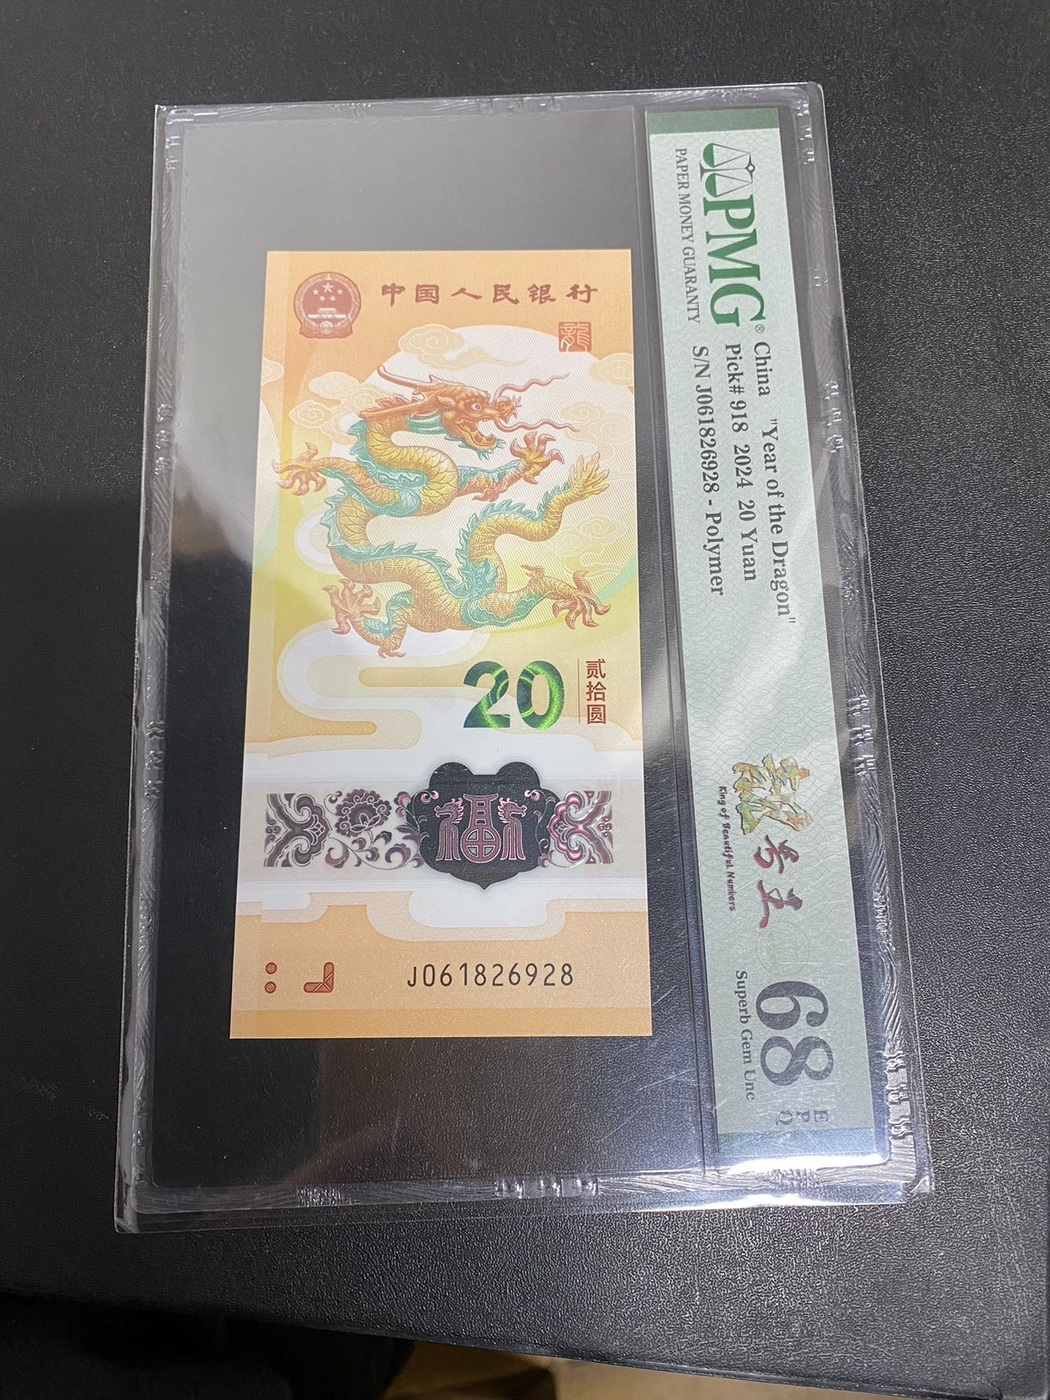 中国人民银行
龍
20
贰拾圆
福
J061826928
PMG®
PAPER MONEY GUARANTY
China "Year of the Dragon"
Pick# 918 2024 20 Yuan
S/N J061826928 - Polymer
King of Beautiful Numbers
68
EPQ
Superb Gem Unc